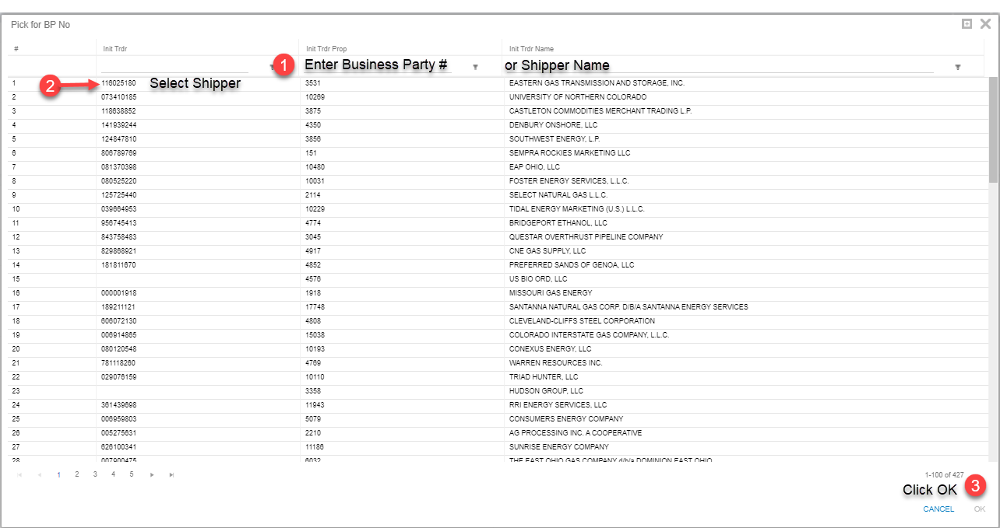 Pick for BP No
# Init Trdr Init Trdr Prop Init Trdr Name
1 Enter Business Party # or Shipper Name
1 116025180 3531 EASTERN GAS TRANSMISSION AND STORAGE, INC.
2 Select Shipper
2 073410185 10269 UNIVERSITY OF NORTHERN COLORADO
3 118638852 3875 CASTLETON COMMODITIES MERCHANT TRADING L.P.
4 141939244 4350 DENBURY ONSHORE, LLC
5 124847810 3856 SOUTHWEST ENERGY, L.P.
6 806789769 151 SEMPRA ROCKIES MARKETING LLC
7 081370398 10480 EAP OHIO, LLC
8 080525220 10031 FOSTER ENERGY SERVICES, L.L.C.
9 125725440 2114 SELECT NATURAL GAS L.L.C.
10 039664953 10229 TIDAL ENERGY MARKETING (U.S.) L.L.C.
11 956745413 4774 BRIDGEPORT ETHANOL, LLC
12 843758483 3045 QUESTAR OVERTHRUST PIPELINE COMPANY
13 829868921 4917 CNE GAS SUPPLY, LLC
14 181811670 4852 PREFERRED SANDS OF GENOA, LLC
15 4576 US BIO ORD, LLC
16 000001918 1918 MISSOURI GAS ENERGY
17 189211121 17748 SANTANNA NATURAL GAS CORP. D/B/A SANTANNA ENERGY SERVICES
18 606072130 4808 CLEVELAND-CLIFFS STEEL CORPORATION
19 006914865 15038 COLORADO INTERSTATE GAS COMPANY, L.L.C.
20 080120548 10193 CONEXUS ENERGY, LLC
21 781118260 4769 WARREN RESOURCES INC.
22 029076159 10110 TRIAD HUNTER, LLC
23 3358 HUDSON GROUP, LLC
24 361439698 11943 RRI ENERGY SERVICES, LLC
25 006959803 5079 CONSUMERS ENERGY COMPANY
26 005275631 2210 AG PROCESSING INC. A COOPERATIVE
27 626100341 11186 SUNRISE ENERGY COMPANY
28 007900475 6032 THE EAST OHIO GAS COMPANY d/b/a DOMINION EAST OHIO
1 2 3 4 5
1-100 of 427
Click OK 3
CANCEL OK